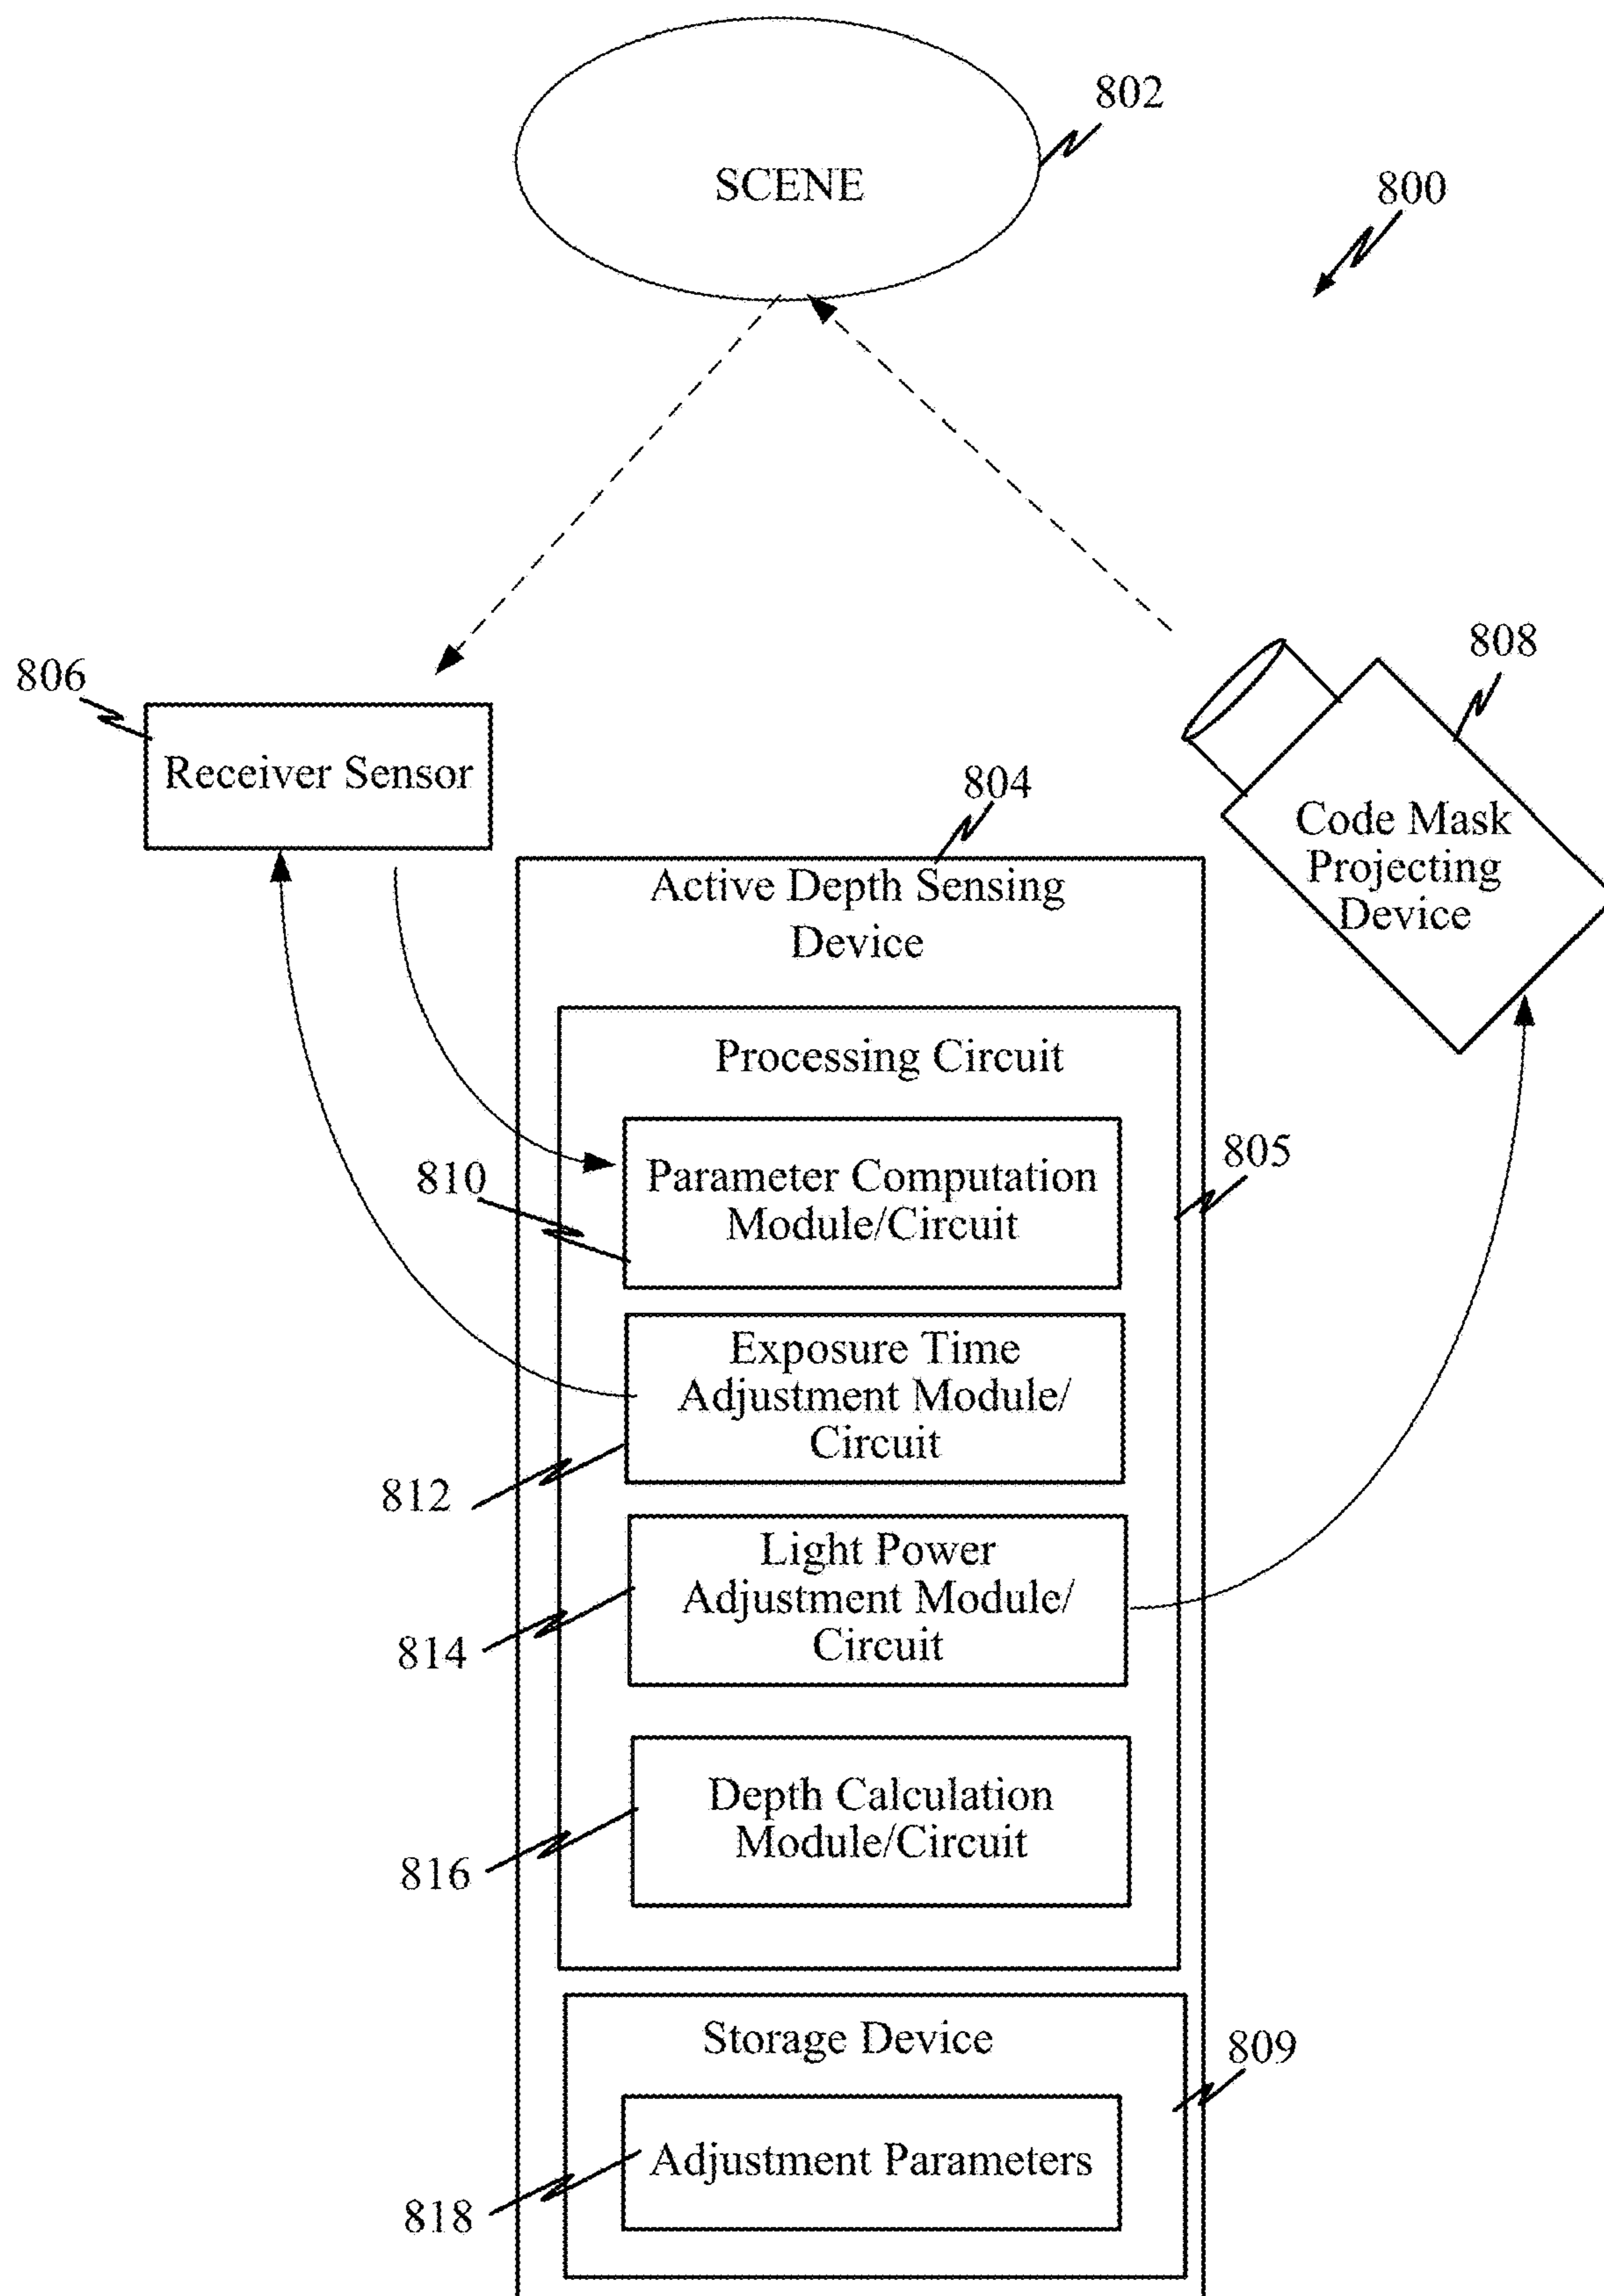 802
SCENE
800
806
Receiver Sensor
808
Code Mask
Projecting
Device
804
Active Depth Sensing
Device
Processing Circuit
805
810
Parameter Computation
Module/Circuit
Exposure Time
Adjustment Module/
Circuit
812
Light Power
Adjustment Module/
Circuit
814
Depth Calculation
Module/Circuit
816
Storage Device
809
Adjustment Parameters
818